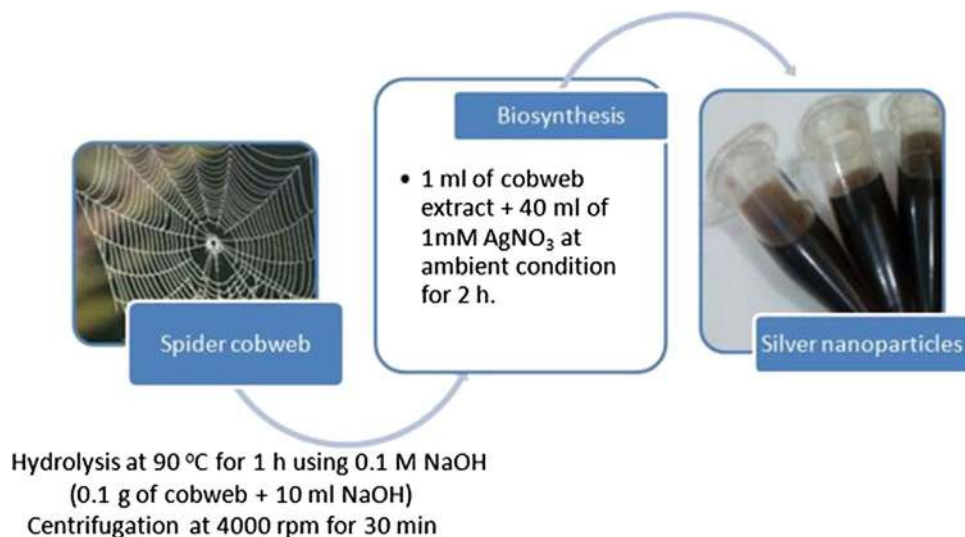 Spider cobweb
Hydrolysis at 90 °C for 1 h using 0.1 M NaOH
(0.1 g of cobweb + 10 ml NaOH)
Centrifugation at 4000 rpm for 30 min
Biosynthesis
• 1 ml of cobweb
extract + 40 ml of
1mM AgNO₃ at
ambient condition
for 2 h.
Silver nanoparticles